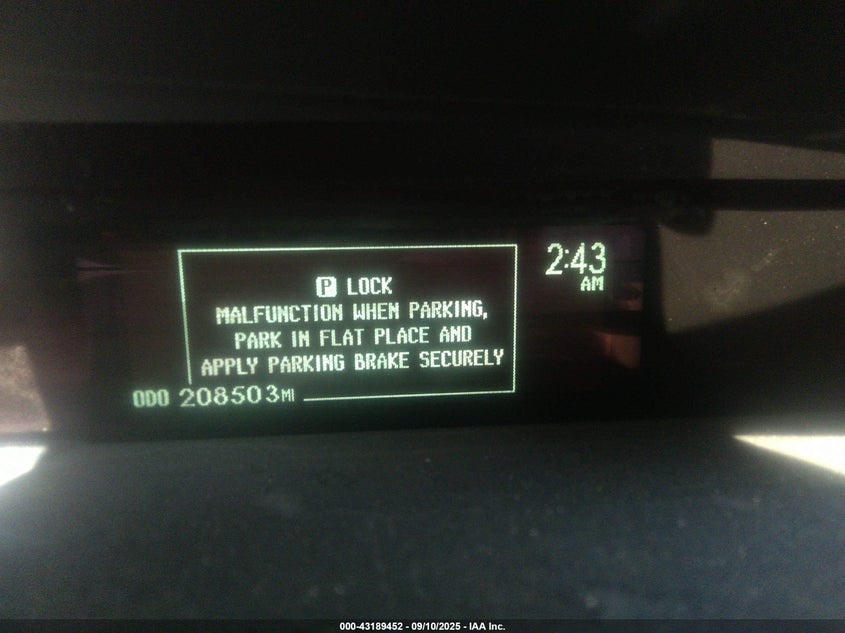 P LOCK
MALFUNCTION WHEN PARKING,
PARK IN FLAT PLACE AND
APPLY PARKING BRAKE SECURELY
2:43
AM
ODO 208503MI
000-43189452 - 09/10/2025 - IAA Inc.